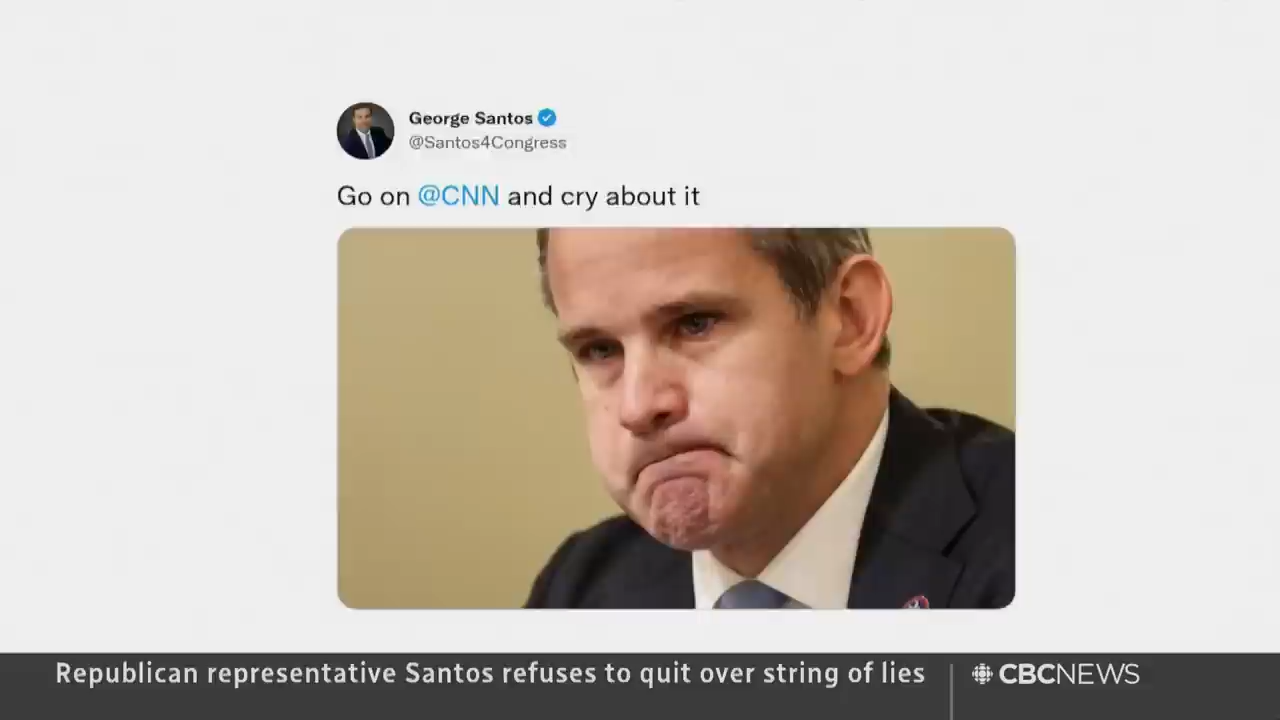 George Santos
@Santos4Congress
Go on @CNN and cry about it
Republican representative Santos refuses to quit over string of lies
CBCNEWS